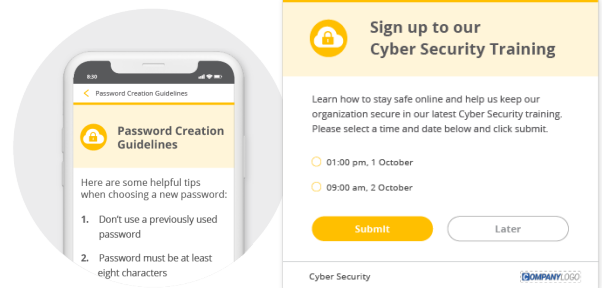 8:30
Password Creation Guidelines
Password Creation
Guidelines
Here are some helpful tips
when choosing a new password:
1. Don't use a previously used
password
2. Password must be at least
eight characters
Sign up to our
Cyber Security Training
Learn how to stay safe online and help us keep our
organization secure in our latest Cyber Security training.
Please select a time and date below and click submit.
01:00 pm, 1 October
09:00 am, 2 October
Submit
Later
Cyber Security
COMPANYLOGO